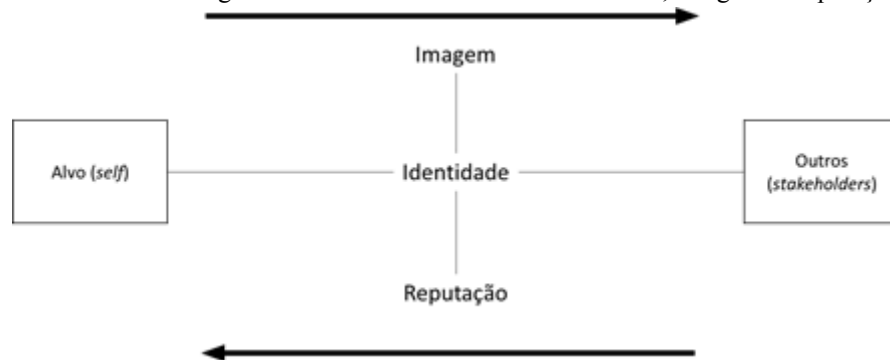 Imagem
Alvo (self)
Identidade
Outros
(stakeholders)
Reputação